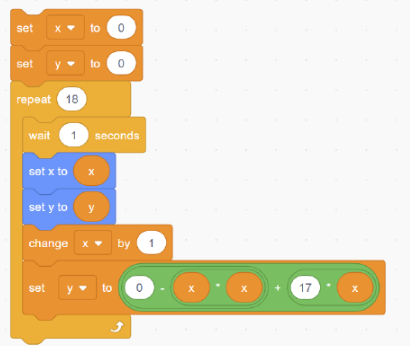 set x to 0
set y to 0
repeat 18
wait 1 seconds
set x to x
set y to y
change x by 1
set y to 0 - x * x + 17 * x